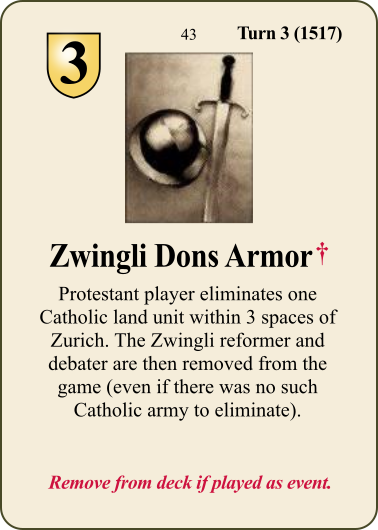 3
43
Turn 3 (1517)
Zwingli Dons Armor†
Protestant player eliminates one
Catholic land unit within 3 spaces of
Zurich. The Zwingli reformer and
debater are then removed from the
game (even if there was no such
Catholic army to eliminate).
Remove from deck if played as event.